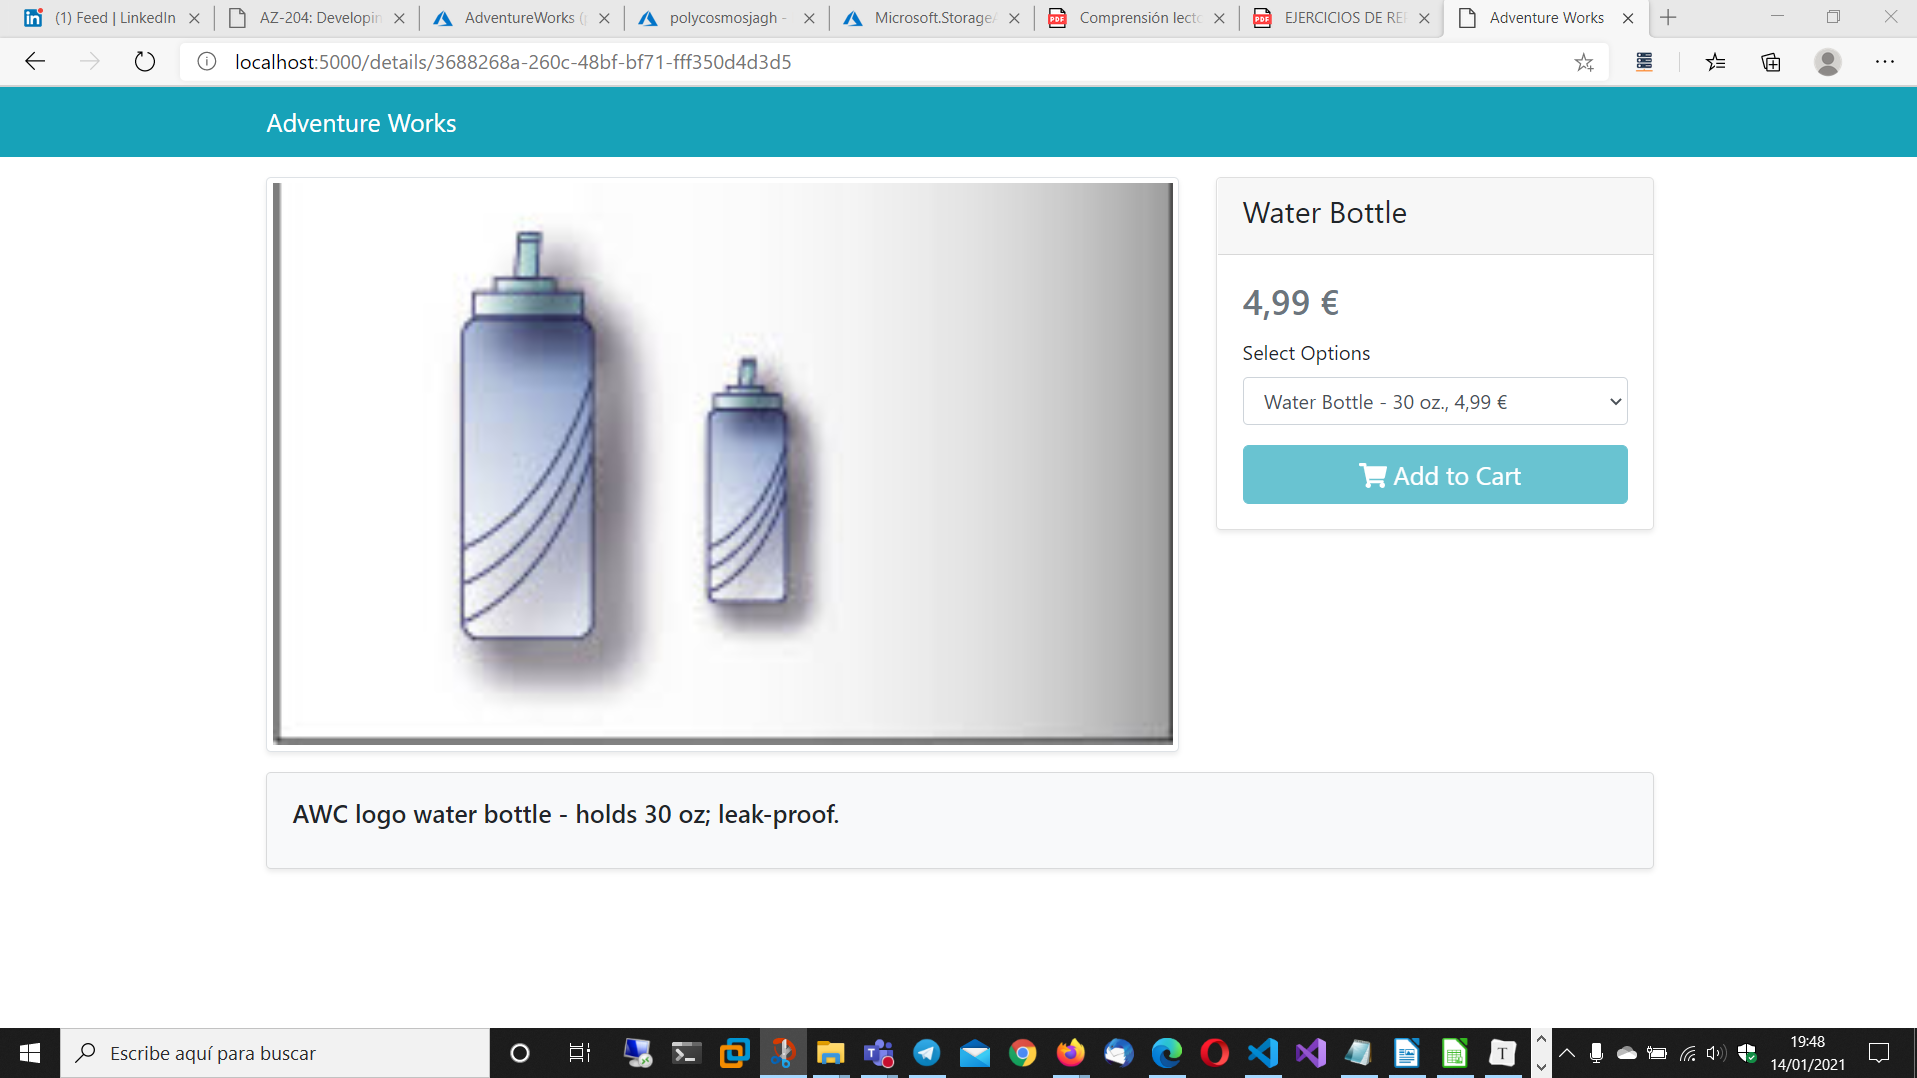 (1) Feed | LinkedIn
AZ-204: Developin
AdventureWorks (
polycosmosjagh -
Microsoft.Storage
Comprensión lect
EJERCICIOS DE RE
Adventure Works
localhost:5000/details/3688268a-260c-48bf-bf71-fff350d4d3d5
Adventure Works
Water Bottle
4,99 €
Select Options
Water Bottle - 30 oz., 4,99 €
Add to Cart
AWC logo water bottle - holds 30 oz; leak-proof.
Escribe aquí para buscar
19:48
14/01/2021